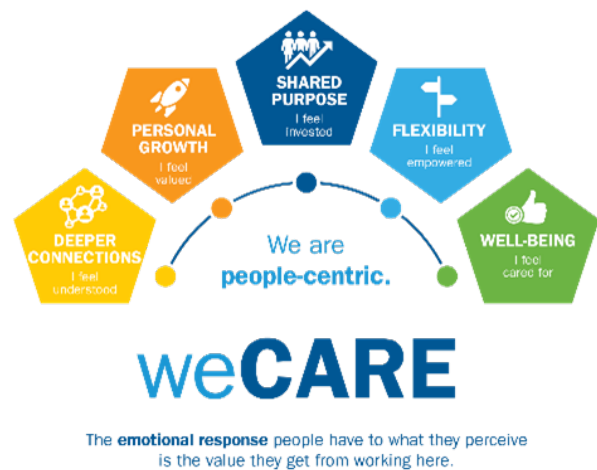 DEEPER
CONNECTIONS
I feel
understood
PERSONAL
GROWTH
I feel
valued
SHARED
PURPOSE
I feel
invested
FLEXIBILITY
I feel
empowered
WELL-BEING
I feel
cared for
We are
people-centric.
weCARE
The emotional response people have to what they perceive
is the value they get from working here.